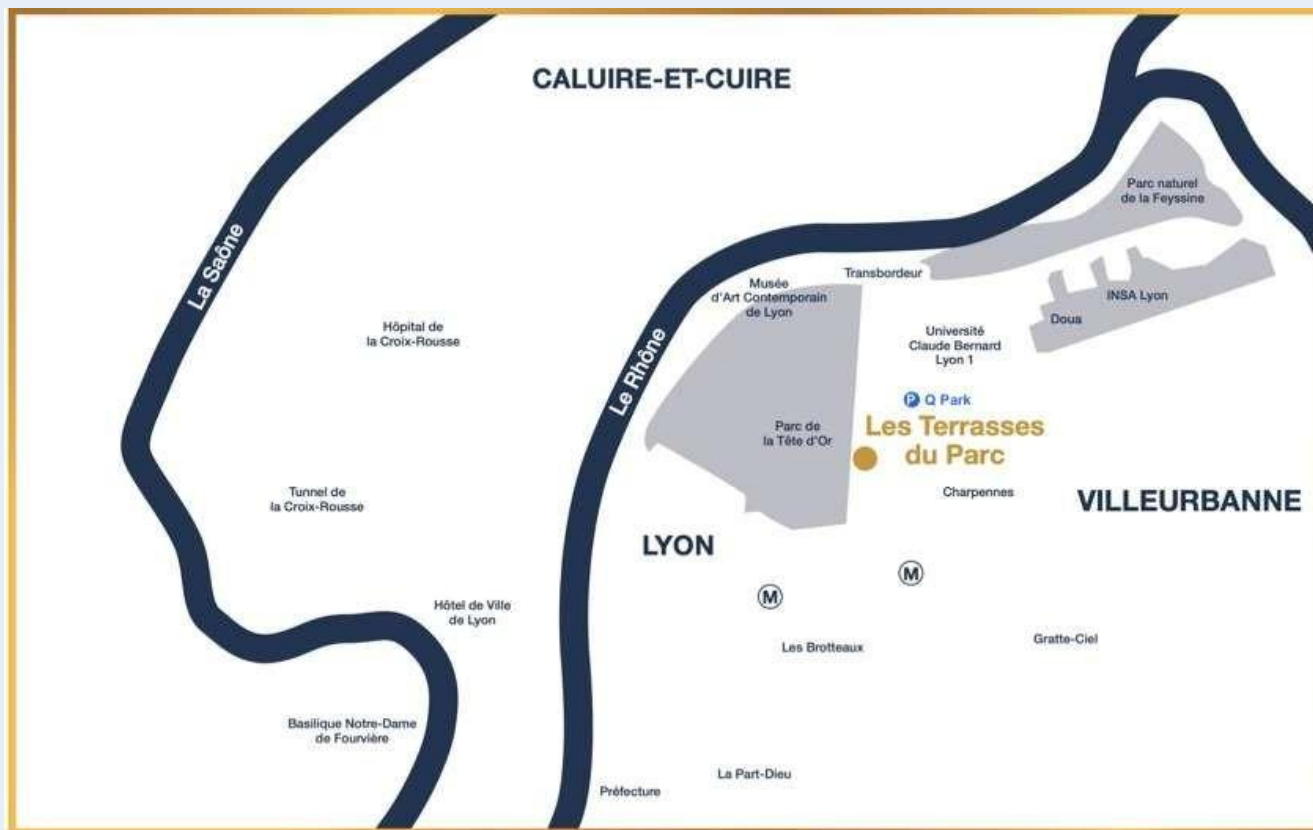 CALUIRE-ET-CUIRE
La Saône
Parc naturel
de la Feyssine
Transbordeur
Musée
d'Art Contemporain
de Lyon
INSA Lyon
Doua
Hôpital de
la Croix-Rousse
Le Rhône
Université
Claude Bernard
Lyon 1
P Q Park
Les Terrasses
du Parc
Parc de
la Tête d'Or
Charpennes
VILLEURBANNE
Tunnel de
la Croix-Rousse
LYON
M
M
Hôtel de Ville
de Lyon
Les Brotteaux
Gratte-Ciel
Basilique Notre-Dame
de Fourvière
La Part-Dieu
Préfecture